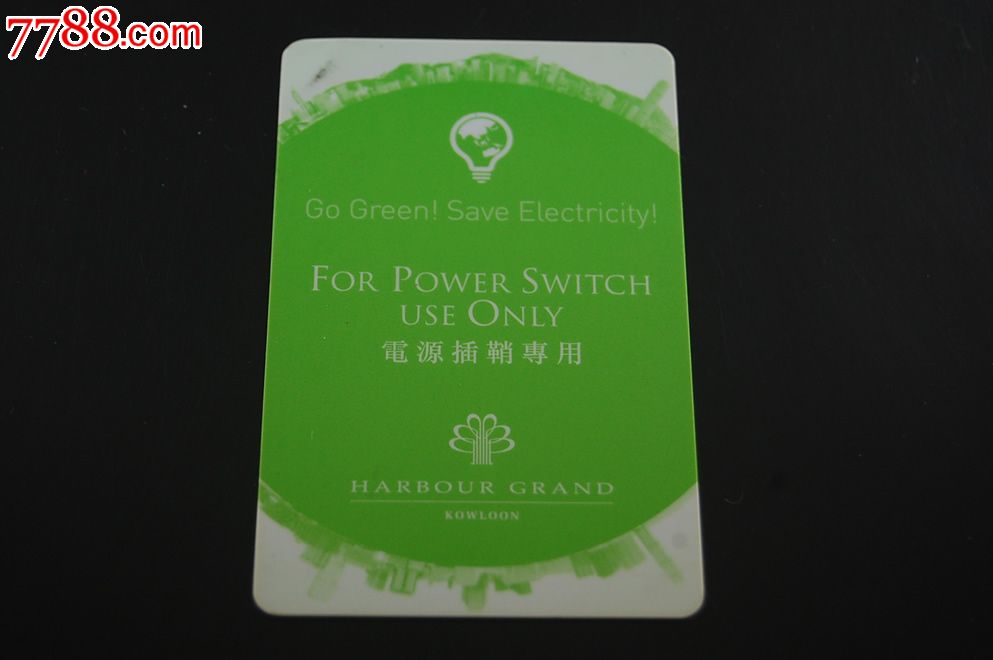 7788.com
Go Green! Save Electricity!
FOR POWER SWITCH
USE ONLY
電源插鞘專用
HARBOUR GRAND
KOWLOON